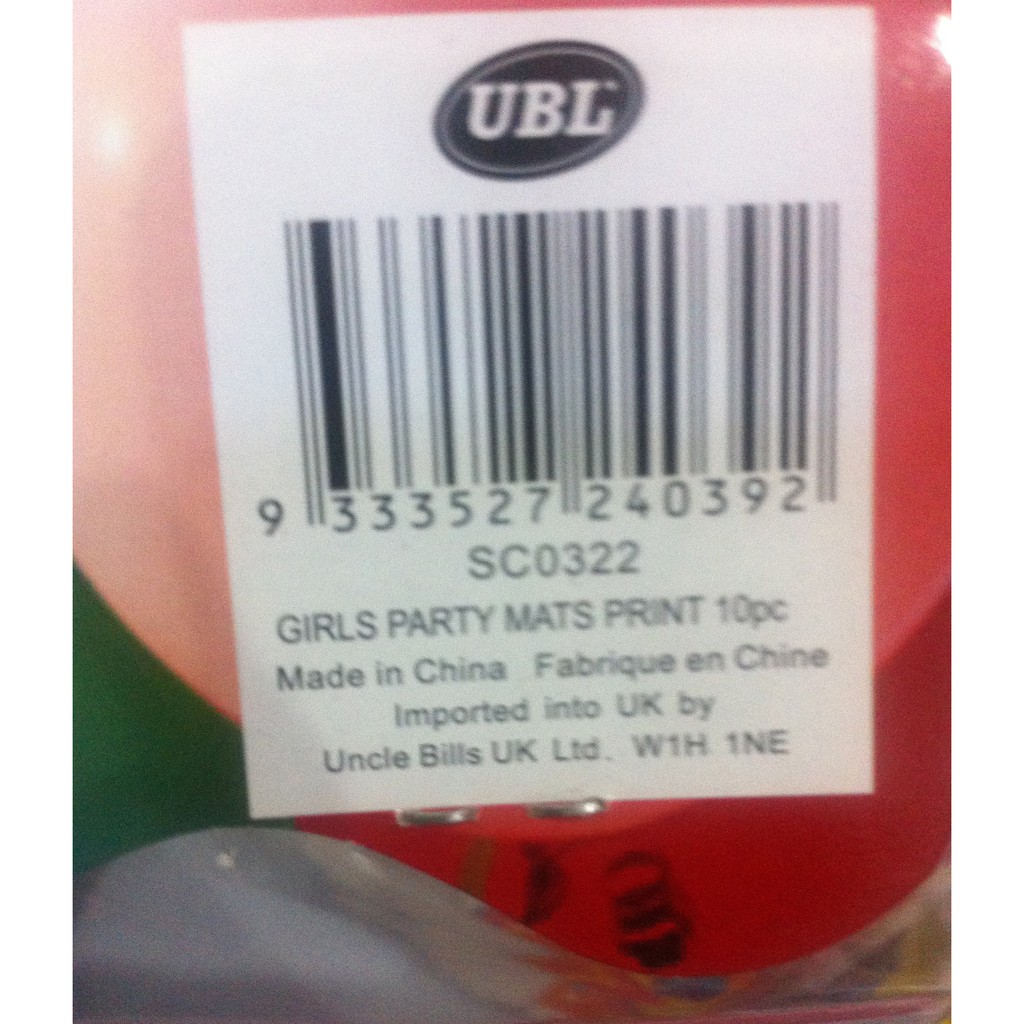 UBL
9 333527 240392
SC0322
GIRLS PARTY MATS PRINT 10pc
Made in China Fabrique en Chine
Imported into UK by
Uncle Bills UK Ltd. W1H 1NE